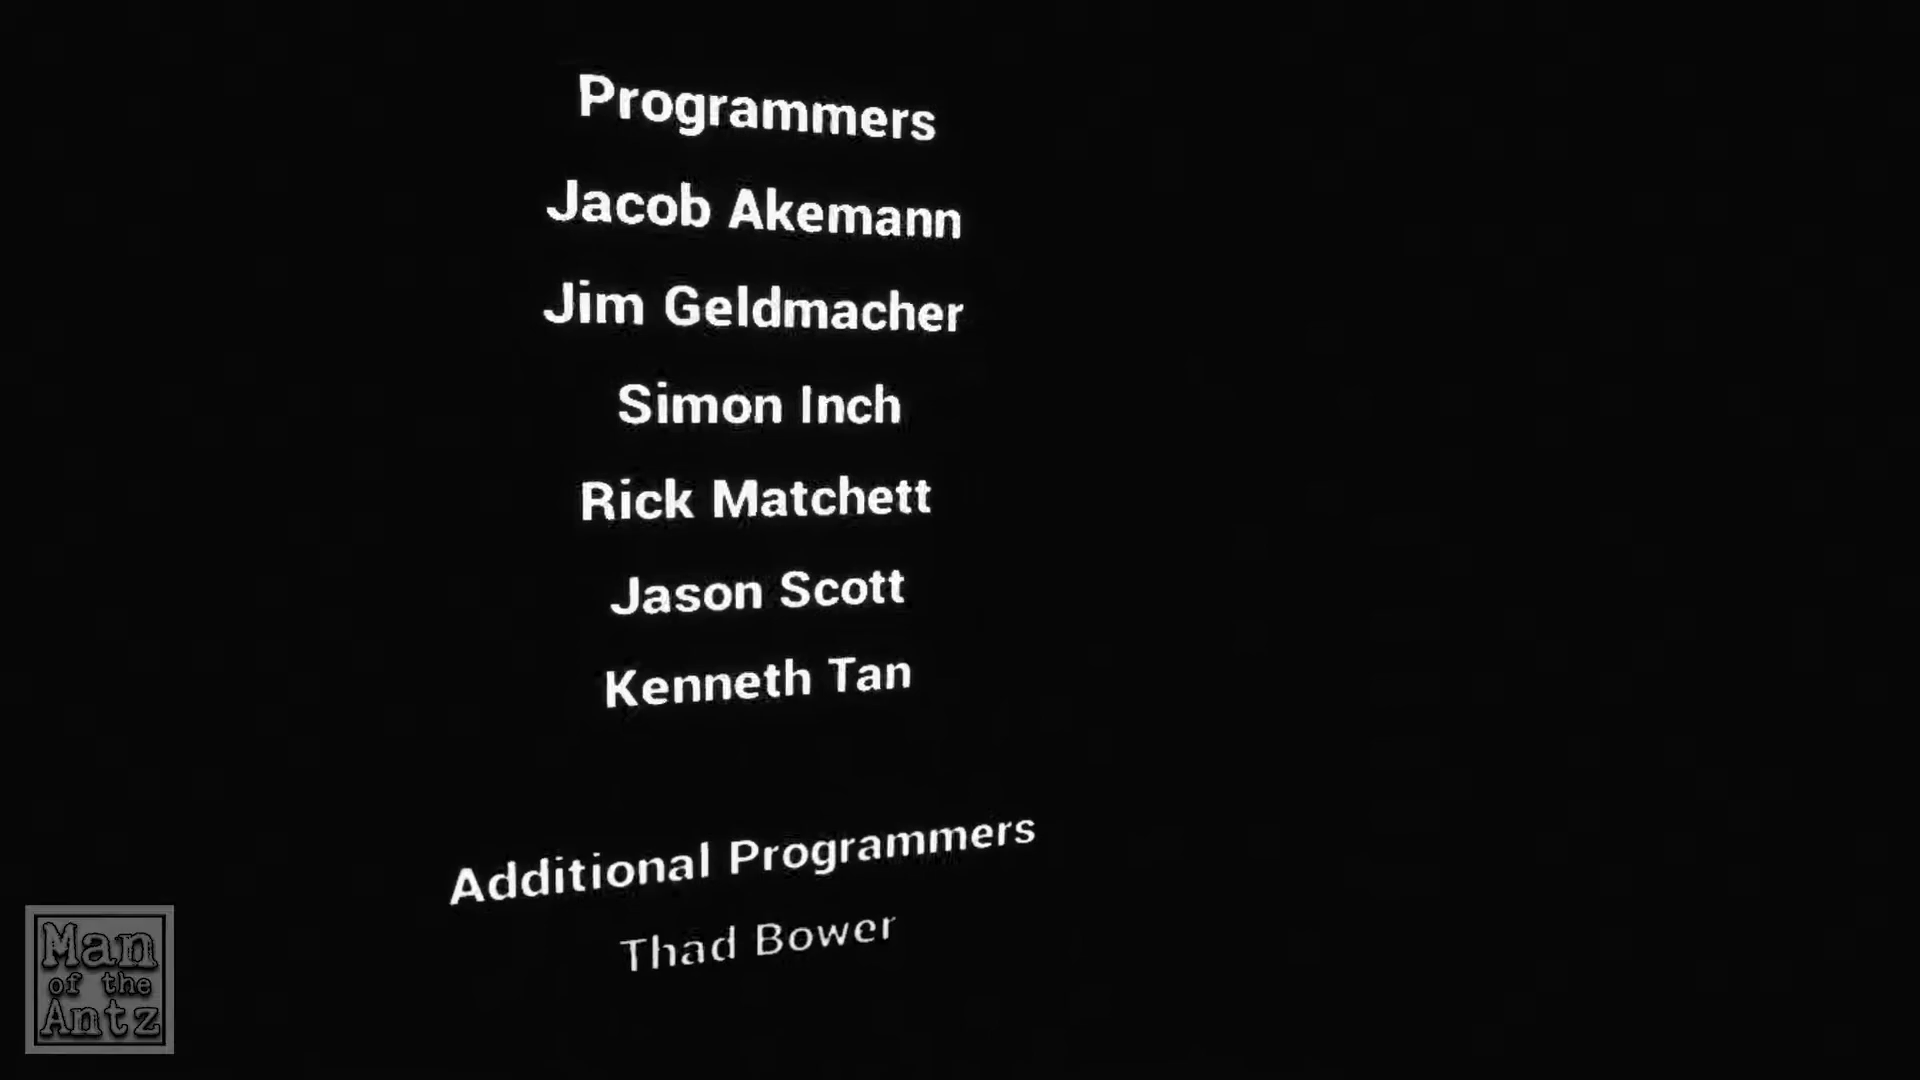 Programmers
Jacob Akemann
Jim Geldmacher
Simon Inch
Rick Matchett
Jason Scott
Kenneth Tan
Additional Programmers
Thad Bower
Man
of the
Antz